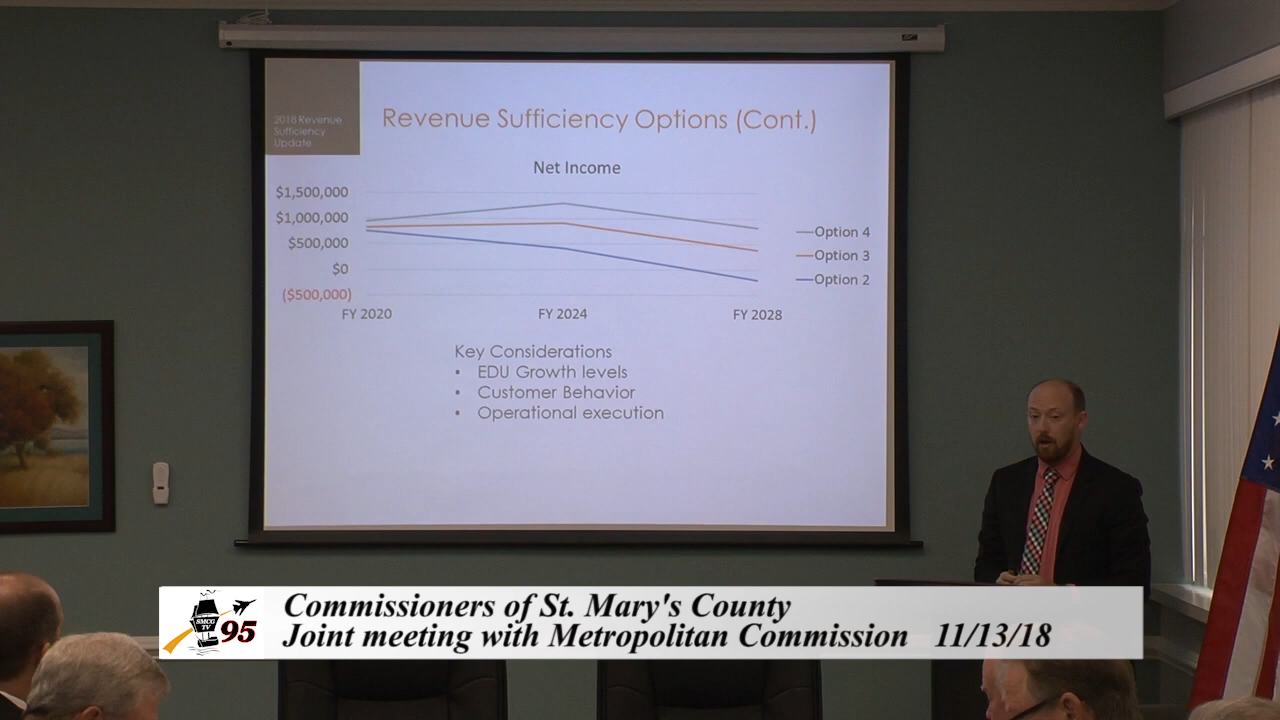 2018 Revenue
Sufficiency
Update
Revenue Sufficiency Options (Cont.)
Net Income
$1,500,000
$1,000,000
$500,000
$0
($500,000)
FY 2020
FY 2024
FY 2028
Option 4
Option 3
Option 2
Key Considerations
• EDU Growth levels
• Customer Behavior
• Operational execution
SMCG
TV
95
Commissioners of St. Mary's County
Joint meeting with Metropolitan Commission 11/13/18